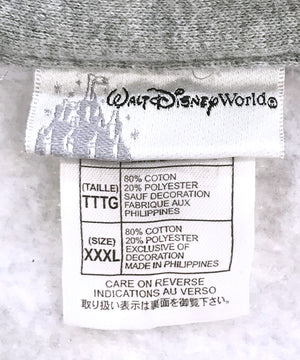 Walt Disney World®
(TAILLE)
TTTG
80% COTON
20% POLYESTER
SAUF DECORATION
FABRIQUE AUX
PHILIPPINES
(SIZE)
XXXL
80% COTTON
20% POLYESTER
EXCLUSIVE OF
DECORATION
MADE IN PHILIPPINES
CARE ON REVERSE
INDICATIONS AU VERSO
取り扱い表示は裏面を御覧下さい。